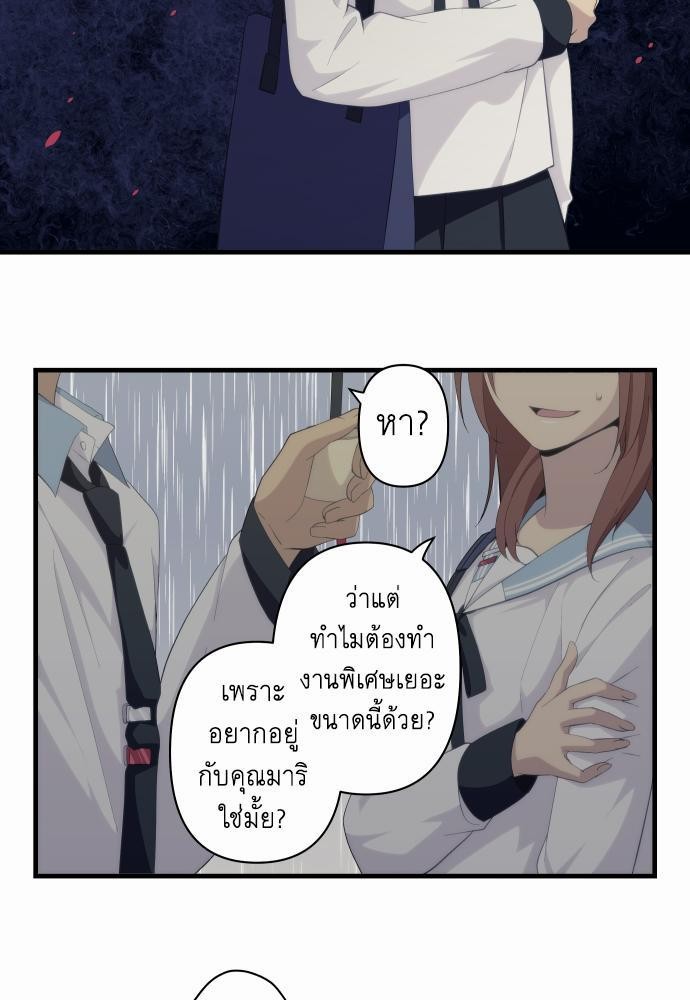 หา?
ว่าแต่
ทำไมต้องทำ
งานพิเศษเยอะ
ขนาดนี้ด้วย?
เพราะ
อยากอยู่
กับคุณมาริ
ใช่มั้ย?